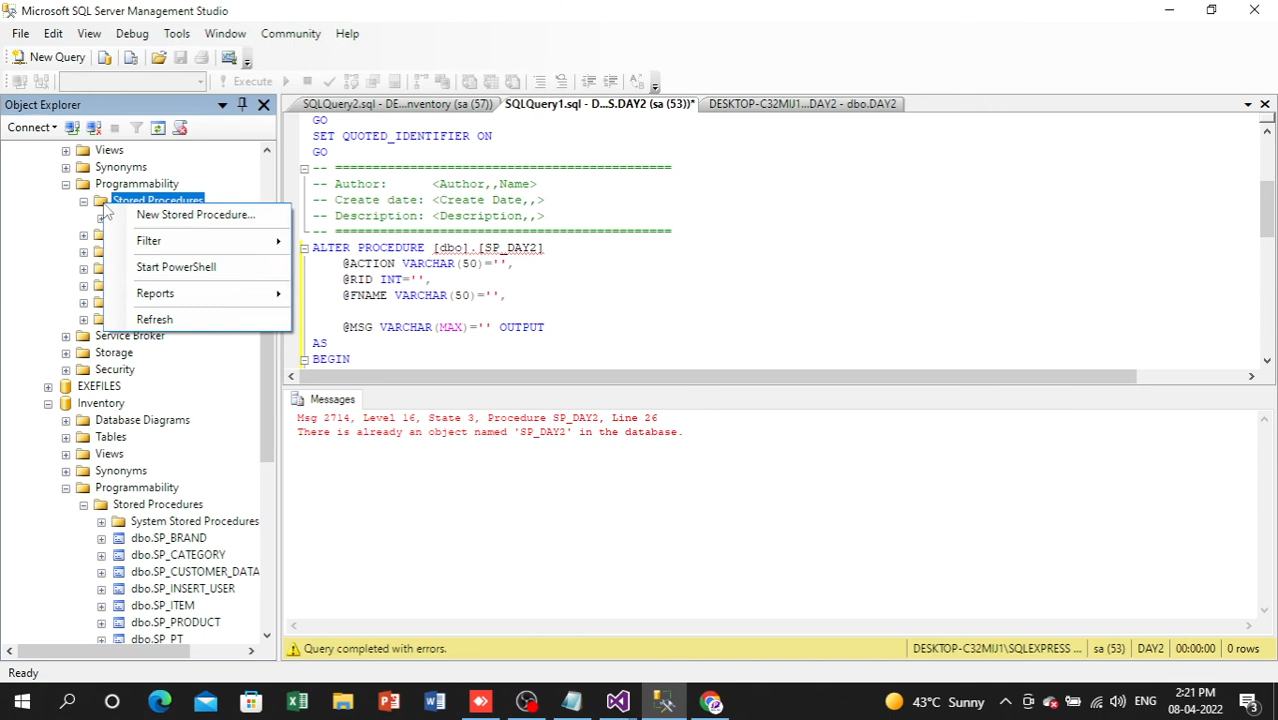 Microsoft SQL Server Management Studio
File Edit View Debug Tools Window Community Help
New Query
Execute
Object Explorer
SQLQuery2.sql - DE...nventory (sa (57))
SQLQuery1.sql - D...S.DAY2 (sa (53))*
DESKTOP-C32MIJ1...DAY2 - dbo.DAY2
Connect
Views
Synonyms
Programmability
Stored Procedures
New Stored Procedure...
Filter
Start PowerShell
Reports
Refresh
Service Broker
Storage
Security
EXEFILES
Inventory
Database Diagrams
Tables
Views
Synonyms
Programmability
Stored Procedures
System Stored Procedures
dbo.SP_BRAND
dbo.SP_CATEGORY
dbo.SP_CUSTOMER_DATA
dbo.SP_INSERT_USER
dbo.SP_ITEM
dbo.SP_PRODUCT
dbo.SP_PT
GO
SET QUOTED_IDENTIFIER ON
GO
-- =============================================
-- Author: <Author,,Name>
-- Create date: <Create Date,,>
-- Description: <Description,,>
-- =============================================
ALTER PROCEDURE [dbo].[SP_DAY2]
@ACTION VARCHAR(50)='',
@RID INT='',
@FNAME VARCHAR(50)='',
@MSG VARCHAR(MAX)='' OUTPUT
AS
BEGIN
Messages
Msg 2714, Level 16, State 3, Procedure SP_DAY2, Line 26
There is already an object named 'SP_DAY2' in the database.
Query completed with errors.
DESKTOP-C32MIJ1\SQLEXPRESS ... sa (53) DAY2 00:00:00 0 rows
Ready
43°C Sunny
ENG
2:21 PM
08-04-2022
3